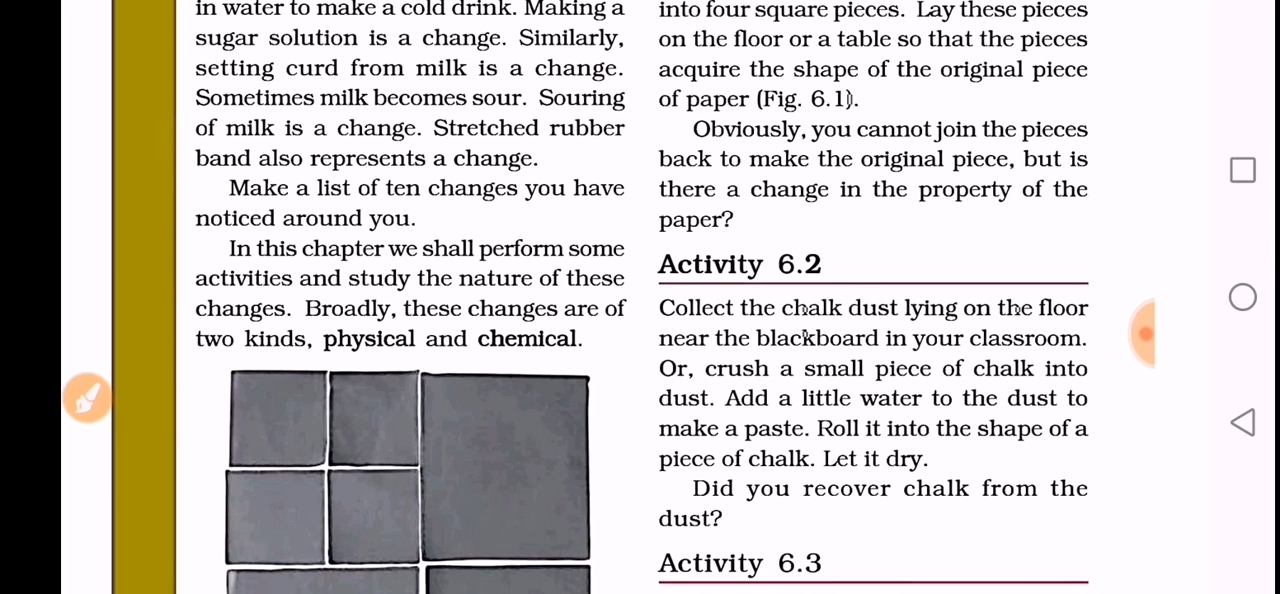 in water to make a cold drink. Making a
sugar solution is a change. Similarly,
setting curd from milk is a change.
Sometimes milk becomes sour. Souring
of milk is a change. Stretched rubber
band also represents a change.
Make a list of ten changes you have
noticed around you.
In this chapter we shall perform some
activities and study the nature of these
changes. Broadly, these changes are of
two kinds, physical and chemical.
into four square pieces. Lay these pieces
on the floor or a table so that the pieces
acquire the shape of the original piece
of paper (Fig. 6.1).
Obviously, you cannot join the pieces
back to make the original piece, but is
there a change in the property of the
paper?
Activity 6.2
Collect the chalk dust lying on the floor
near the blackboard in your classroom.
Or, crush a small piece of chalk into
dust. Add a little water to the dust to
make a paste. Roll it into the shape of a
piece of chalk. Let it dry.
Did you recover chalk from the
dust?
Activity 6.3